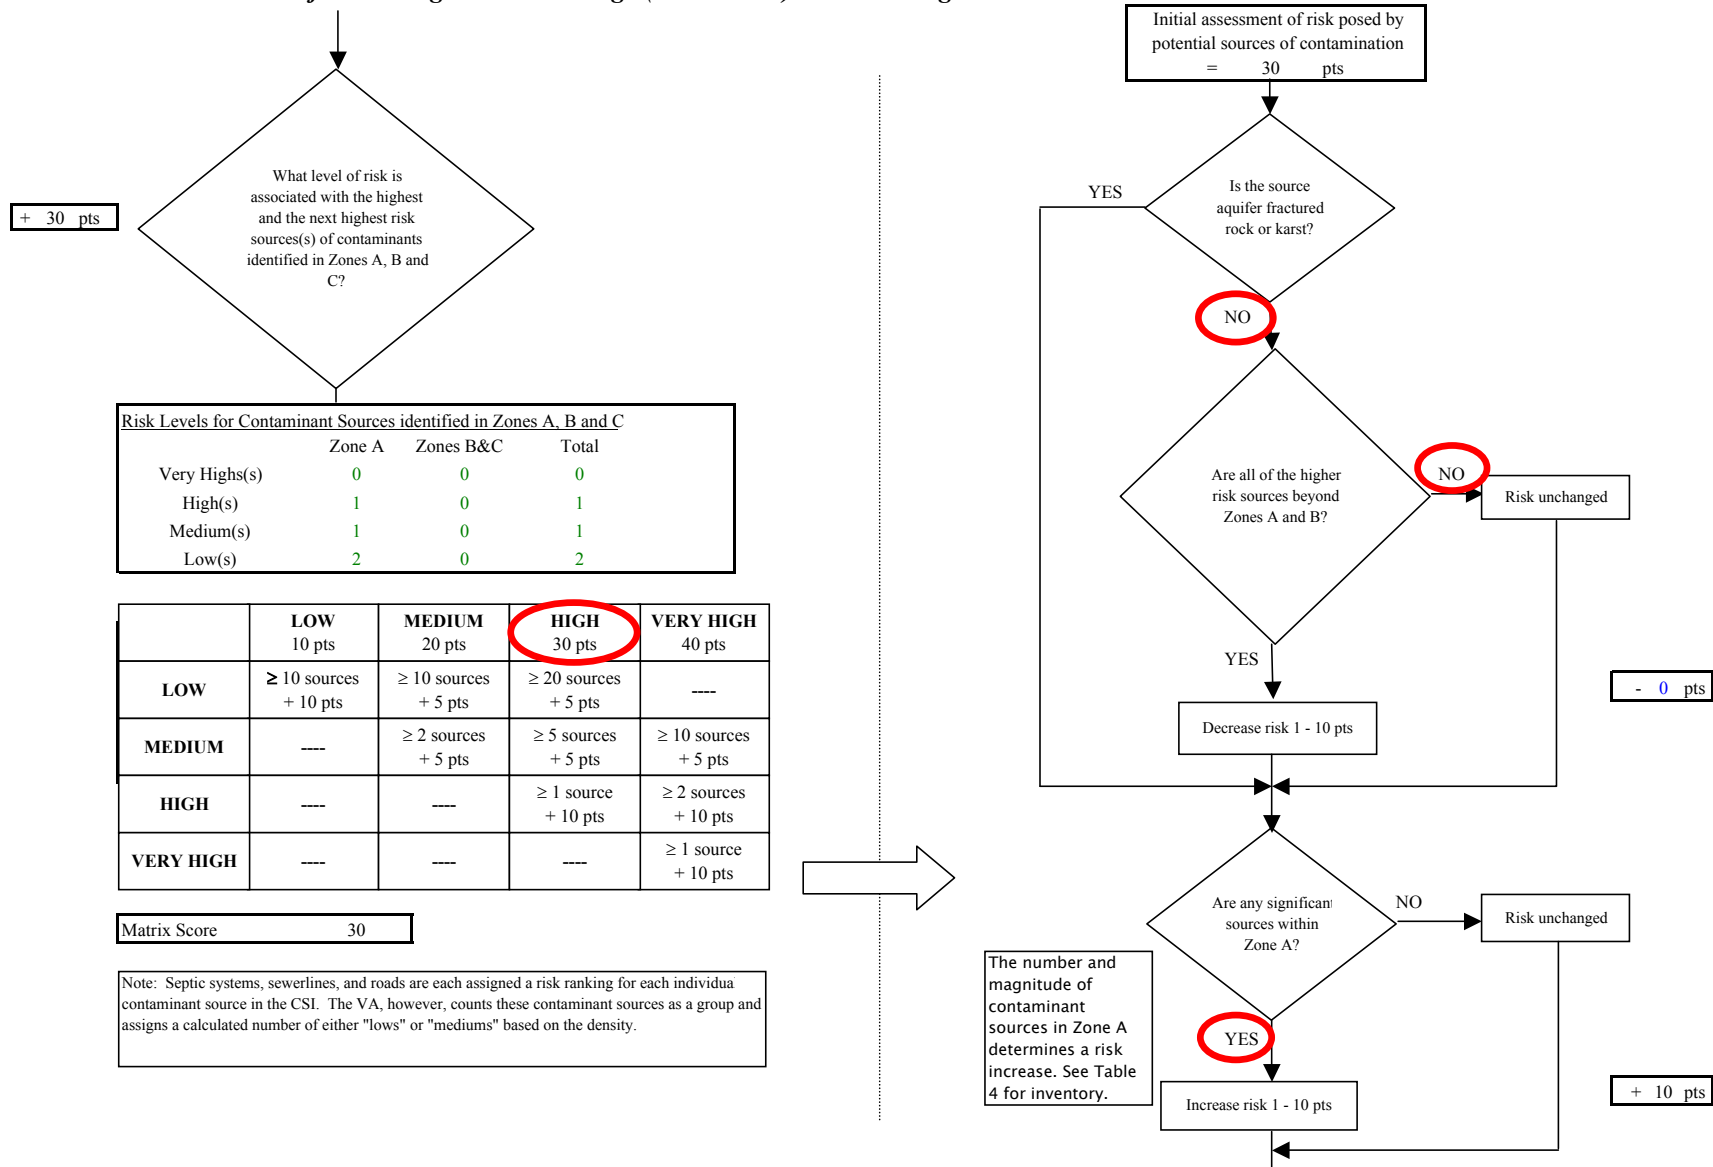 What level of risk is
associated with the highest
and the next highest risk
sources(s) of contaminants
identified in Zones A, B and
C?
+ 30 pts
Risk Levels for Contaminant Sources identified in Zones A, B and C
Zone A Zones B&C Total
Very Highs(s) 0 0 0
High(s) 1 0 1
Medium(s) 1 0 1
Low(s) 2 0 2
LOW MEDIUM HIGH VERY HIGH
10 pts 20 pts 30 pts 40 pts
LOW ≥ 10 sources + 10 pts ≥ 10 sources + 5 pts ≥ 20 sources + 5 pts ----
MEDIUM ---- ≥ 2 sources + 5 pts ≥ 5 sources + 5 pts ≥ 10 sources + 5 pts
HIGH ---- ---- ≥ 1 source + 10 pts ≥ 2 sources + 10 pts
VERY HIGH ---- ---- ---- ≥ 1 source + 10 pts
Matrix Score 30
Note: Septic systems, sewerlines, and roads are each assigned a risk ranking for each individua
contaminant source in the CSI. The VA, however, counts these contaminant sources as a group and
assigns a calculated number of either "lows" or "mediums" based on the density.
Initial assessment of risk posed by
potential sources of contamination
= 30 pts
Is the source
aquifer fractured
rock or karst?
YES
NO
Are all of the higher
risk sources beyond
Zones A and B?
NO
Risk unchanged
YES
- 0 pts
Decrease risk 1 - 10 pts
Are any significant
sources within
Zone A?
NO
Risk unchanged
The number and
magnitude of
contaminant
sources in Zone A
determines a risk
increase. See Table
4 for inventory.
YES
+ 10 pts
Increase risk 1 - 10 pts